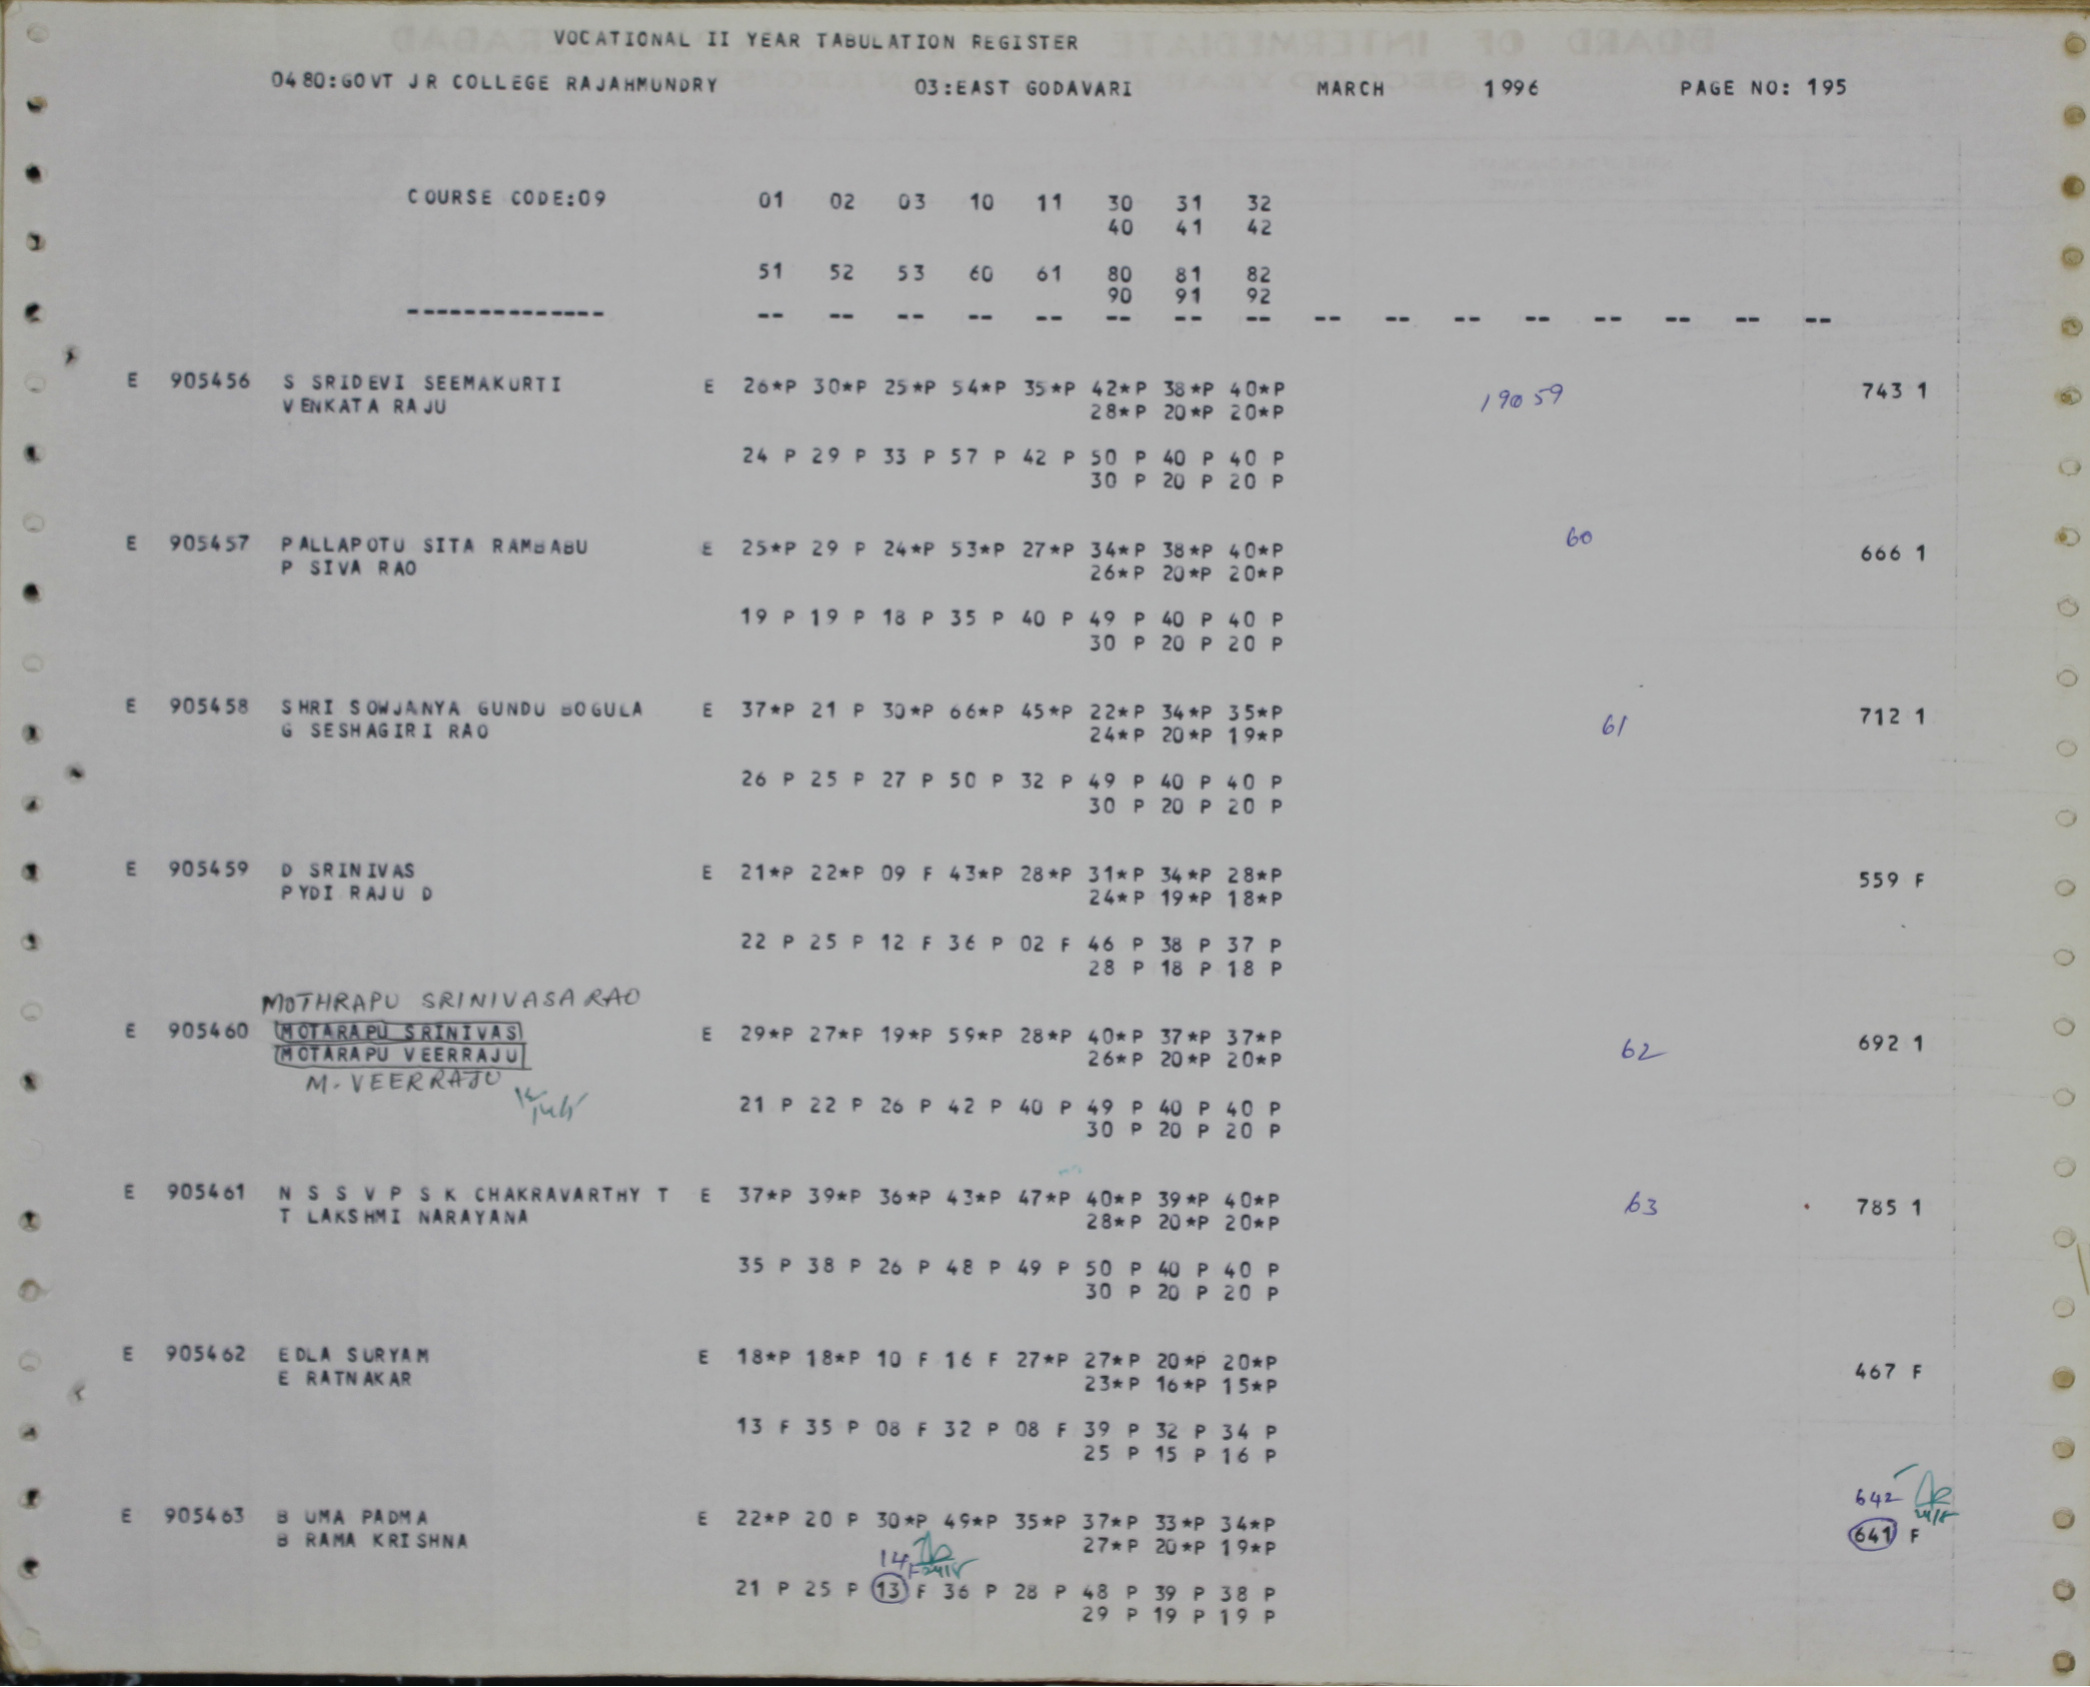 VOCATIONAL II YEAR TABULATION REGISTER
0480:GOVT JR COLLEGE RAJAHMUNDRY 03:EAST GODAVARI MARCH 1996 PAGE NO: 195
COURSE CODE:09 01 02 03 10 11 30 31 32
40 41 42
51 52 53 60 61 80 81 82
90 91 92
-------------- -- -- -- -- -- -- -- -- -- -- -- -- -- -- -- --
E 905456 S SRIDEVI SEEMAKURTI E 26*P 30*P 25*P 54*P 35*P 42*P 38*P 40*P 19059 743 1
VENKATA RAJU 28*P 20*P 20*P
24 P 29 P 33 P 57 P 42 P 50 P 40 P 40 P
30 P 20 P 20 P
E 905457 PALLAPOTU SITA RAMBABU E 25*P 29 P 24*P 53*P 27*P 34*P 38*P 40*P 60 666 1
P SIVA RAO 26*P 20*P 20*P
19 P 19 P 18 P 35 P 40 P 49 P 40 P 40 P
30 P 20 P 20 P
E 905458 SHRI SOWJANYA GUNDU BOGULA E 37*P 21 P 30*P 66*P 45*P 22*P 34*P 35*P 61 712 1
G SESHAGIRI RAO 24*P 20*P 19*P
26 P 25 P 27 P 50 P 32 P 49 P 40 P 40 P
30 P 20 P 20 P
E 905459 D SRINIVAS E 21*P 22*P 09 F 43*P 28*P 31*P 34*P 28*P 559 F
PYDI RAJU D 24*P 19*P 18*P
22 P 25 P 12 F 36 P 02 F 46 P 38 P 37 P
28 P 18 P 18 P
MOTHRAPU SRINIVASA RAO
E 905460 MOTARAPU SRINIVAS E 29*P 27*P 19*P 59*P 28*P 40*P 37*P 37*P 62 692 1
MOTARAPU VEERRAJU 26*P 20*P 20*P
M. VEERRAJU
21 P 22 P 26 P 42 P 40 P 49 P 40 P 40 P
30 P 20 P 20 P
E 905461 N S S V P S K CHAKRAVARTHY T E 37*P 39*P 36*P 43*P 47*P 40*P 39*P 40*P 63 785 1
T LAKSHMI NARAYANA 28*P 20*P 20*P
35 P 38 P 26 P 48 P 49 P 50 P 40 P 40 P
30 P 20 P 20 P
E 905462 EDLA SURYAM E 18*P 18*P 10 F 16 F 27*P 27*P 20*P 20*P 467 F
E RATNAKAR 23*P 16*P 15*P
13 F 35 P 08 F 32 P 08 F 39 P 32 P 34 P
25 P 15 P 16 P
642
E 905463 B UMA PADMA E 22*P 20 P 30*P 49*P 35*P 37*P 33*P 34*P 641 F
B RAMA KRISHNA 27*P 20*P 19*P
14 F
21 P 25 P 13 F 36 P 28 P 48 P 39 P 38 P
29 P 19 P 19 P